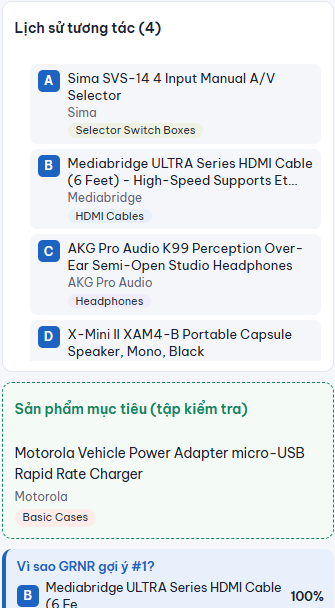 Lịch sử tương tác (4)
A
Sima SVS-14 4 Input Manual A/V
Selector
Sima
Selector Switch Boxes
B
Mediabridge ULTRA Series HDMI Cable
(6 Feet) - High-Speed Supports Et...
Mediabridge
HDMI Cables
C
AKG Pro Audio K99 Perception Over-
Ear Semi-Open Studio Headphones
AKG Pro Audio
Headphones
D
X-Mini II XAM4-B Portable Capsule
Speaker, Mono, Black
Sản phẩm mục tiêu (tập kiểm tra)
Motorola Vehicle Power Adapter micro-USB
Rapid Rate Charger
Motorola
Basic Cases
Vì sao GRNR gợi ý #1?
B
Mediabridge ULTRA Series HDMI Cable
(6 Fe
100%